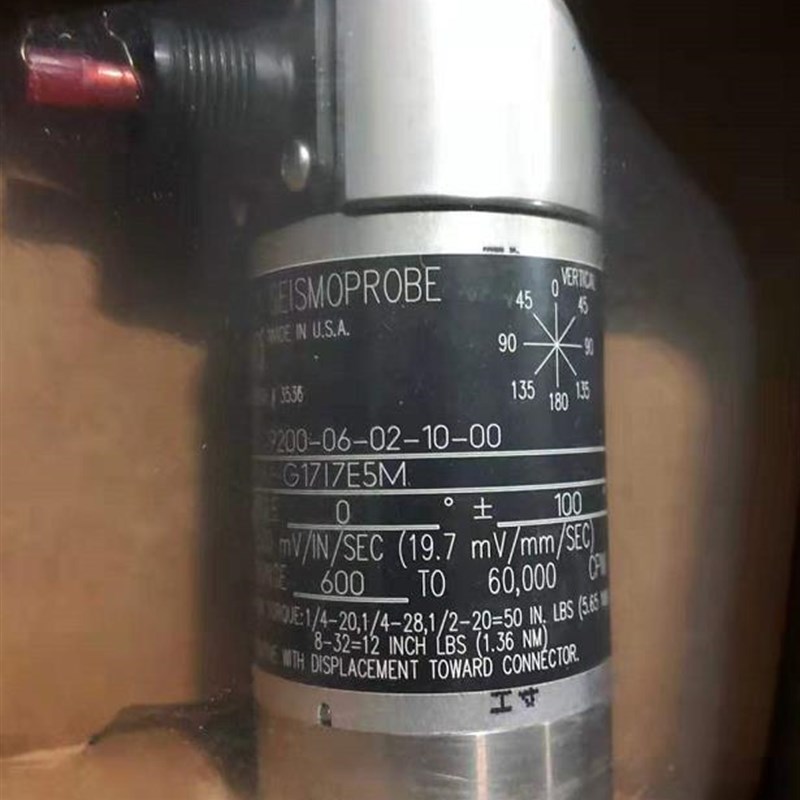 EISMOPROBE
MADE IN U.S.A.
3536
VERTICAL
0
45 45
90 90
135 135
180
9200-06-02-10-00
G1717E5M
0 ° ± 100
mV/IN/SEC (19.7 mV/mm/SEC)
600 TO 60,000 CPM
TORQUE:1/4-20,1/4-28,1/2-20=50 IN. LBS (5.65
8-32=12 INCH LBS (1.36 NM)
WITH DISPLACEMENT TOWARD CONNECTOR.